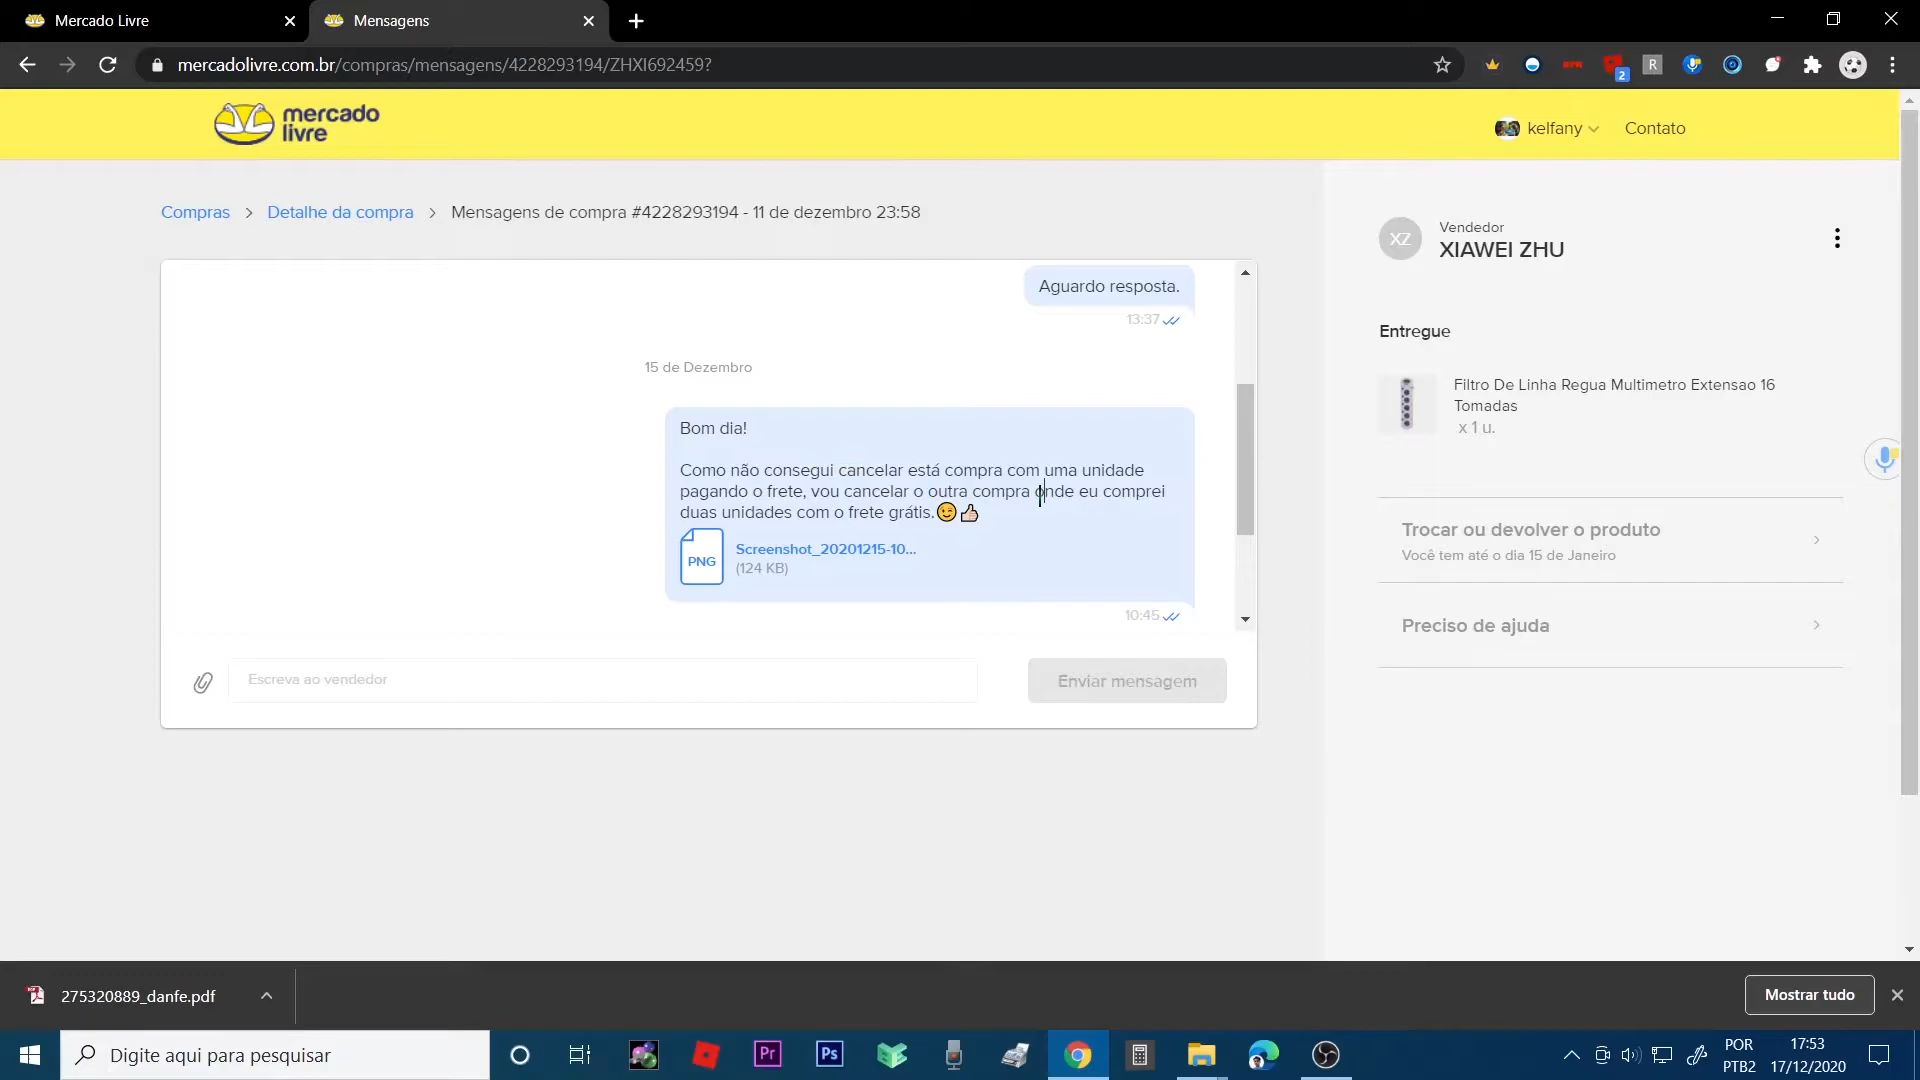 Mercado Livre
Mensagens
mercadolivre.com.br/compras/mensagens/4228293194/ZHXI692459?
2
R
mercado
livre
kelfany
Contato
Compras > Detalhe da compra > Mensagens de compra #4228293194 - 11 de dezembro 23:58
XZ
Vendedor
XIAWEI ZHU
Aguardo resposta.
13:37
15 de Dezembro
Bom dia!
Como não consegui cancelar está compra com uma unidade
pagando o frete, vou cancelar o outra compra onde eu comprei
duas unidades com o frete grátis.😉👍🏻
PNG
Screenshot_20201215-10...
(124 KB)
10:45
Escreva ao vendedor
Enviar mensagem
Entregue
Filtro De Linha Regua Multimetro Extensao 16
Tomadas
x 1 u.
Trocar ou devolver o produto
Você tem até o dia 15 de Janeiro
Preciso de ajuda
275320889_danfe.pdf
Mostrar tudo
Digite aqui para pesquisar
Pr
Ps
POR
PTB2
17:53
17/12/2020